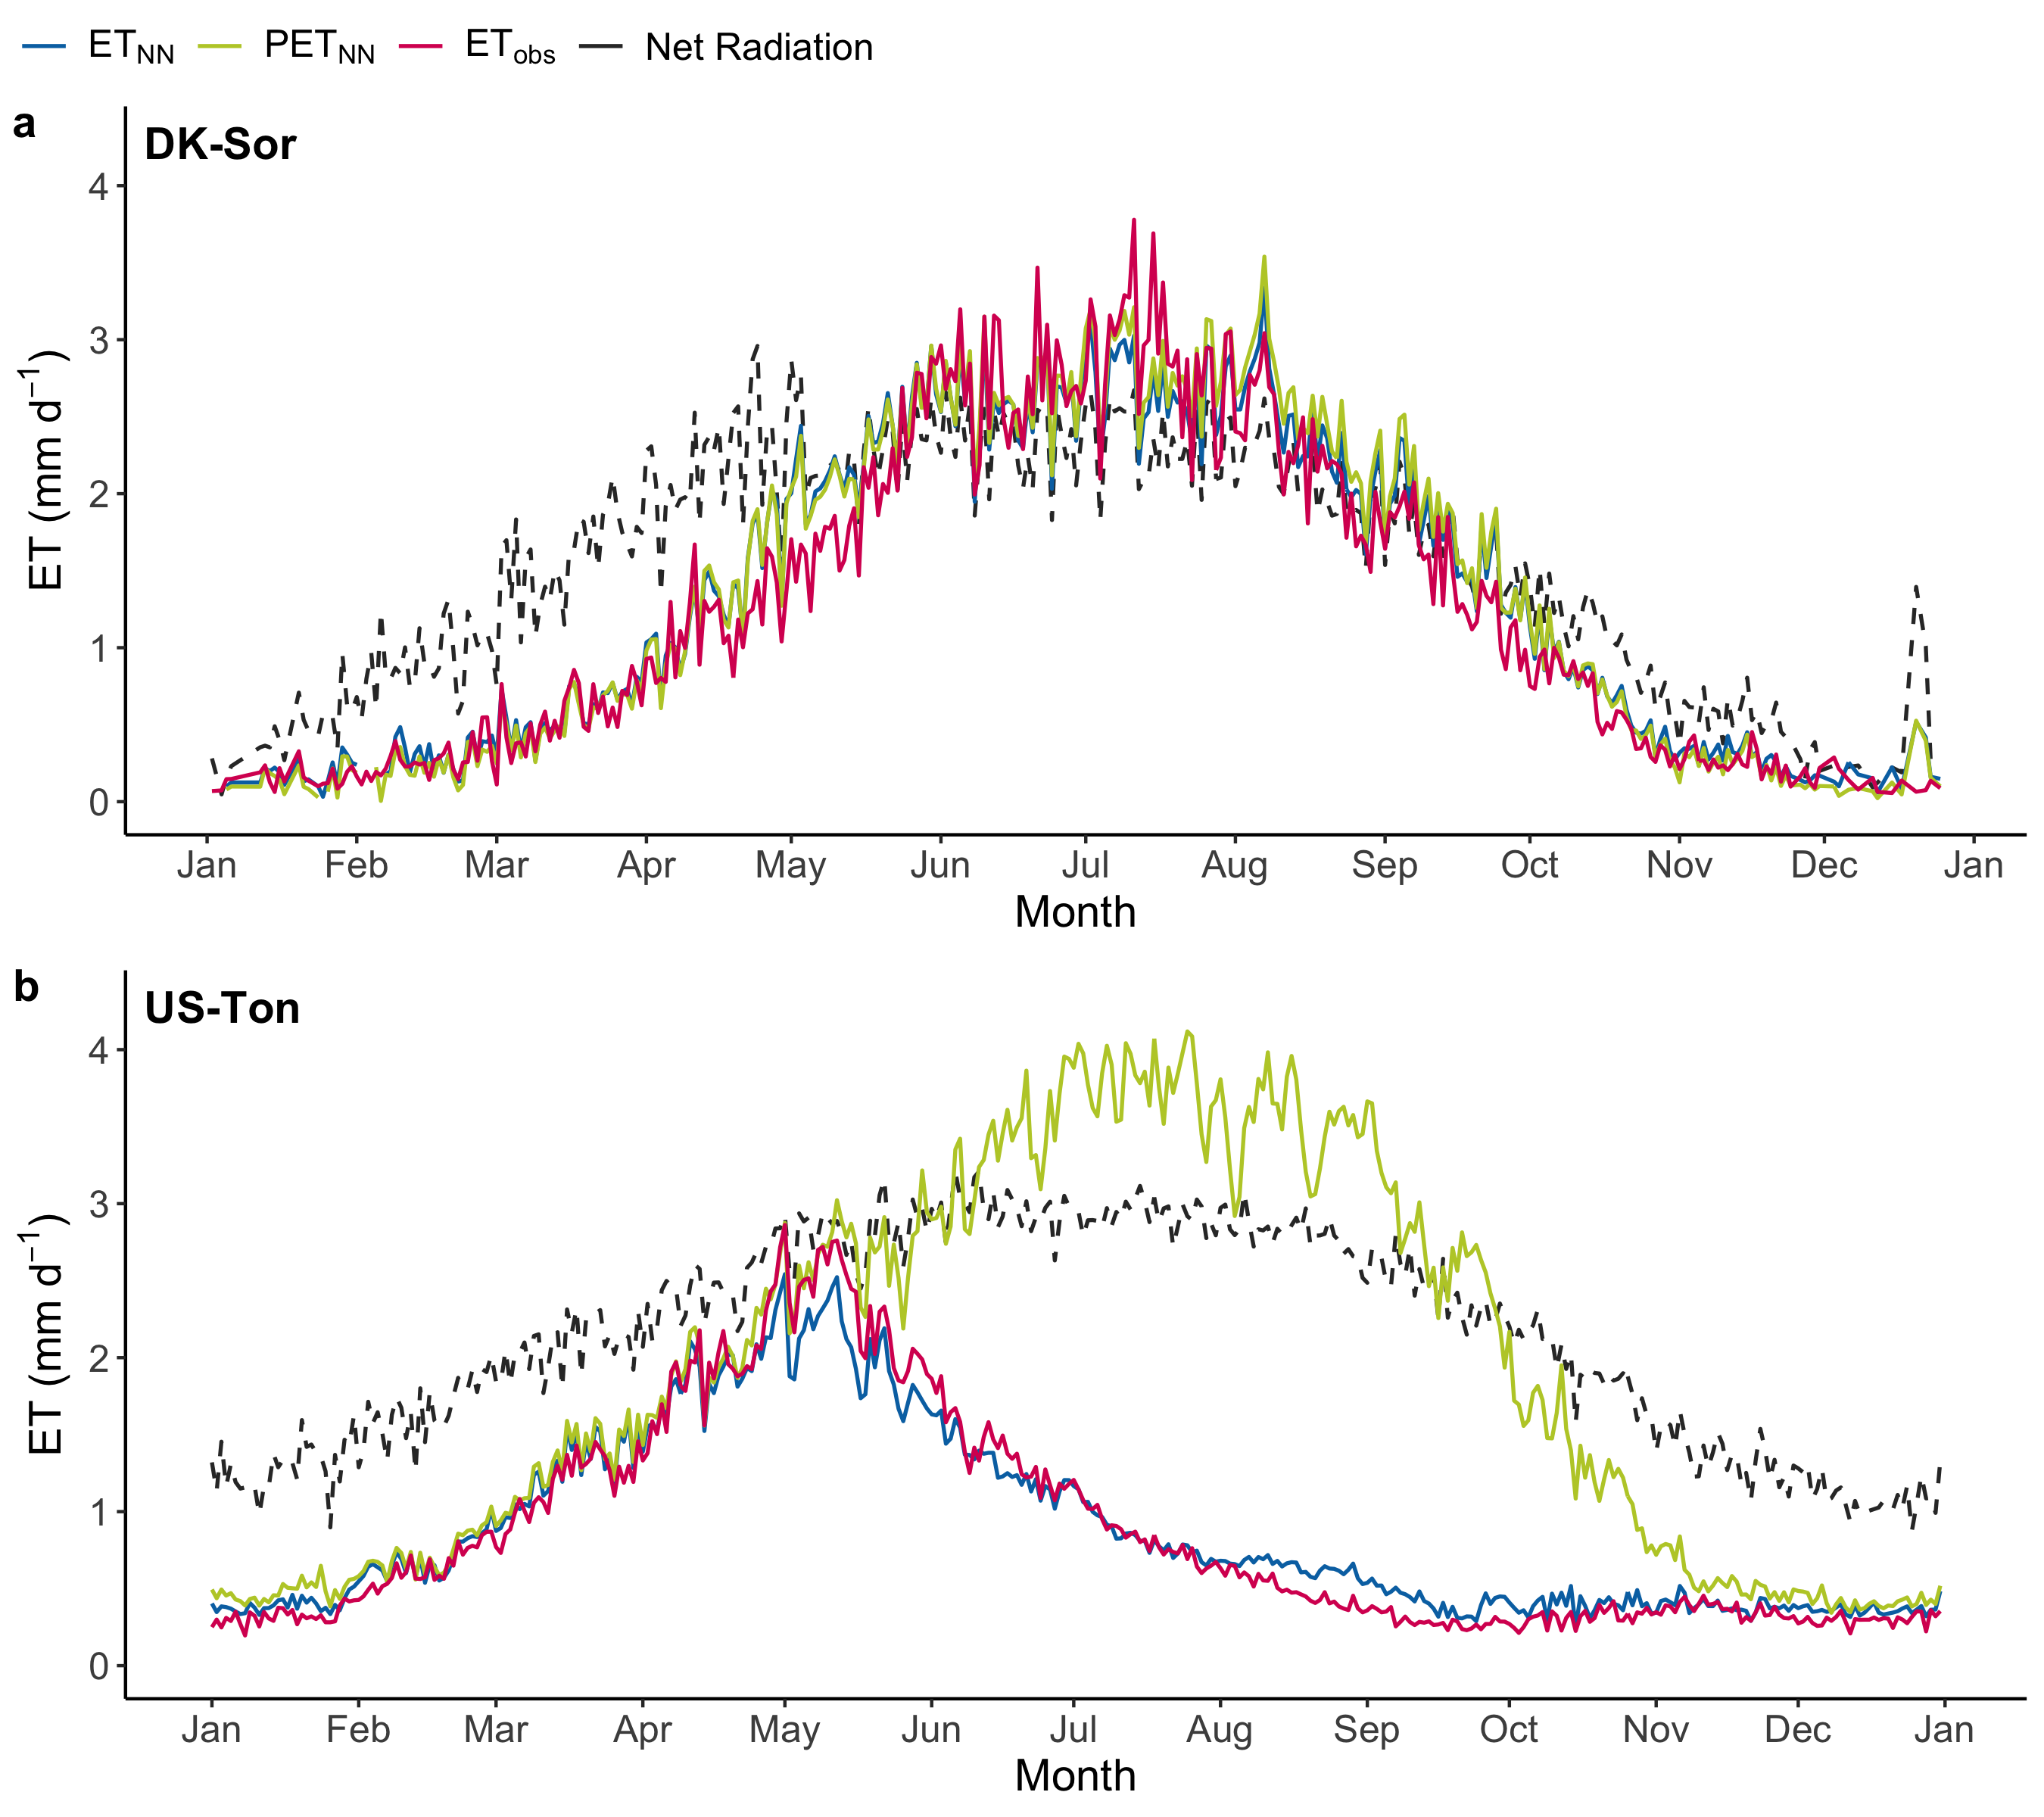 ETNN PETNN ETobs Net Radiation
a
DK-Sor
4
3
2
1
0
ET (mm d−1)
Jan Feb Mar Apr May Jun Jul Aug Sep Oct Nov Dec Jan
Month
b
US-Ton
4
3
2
1
0
ET (mm d−1)
Jan Feb Mar Apr May Jun Jul Aug Sep Oct Nov Dec Jan
Month